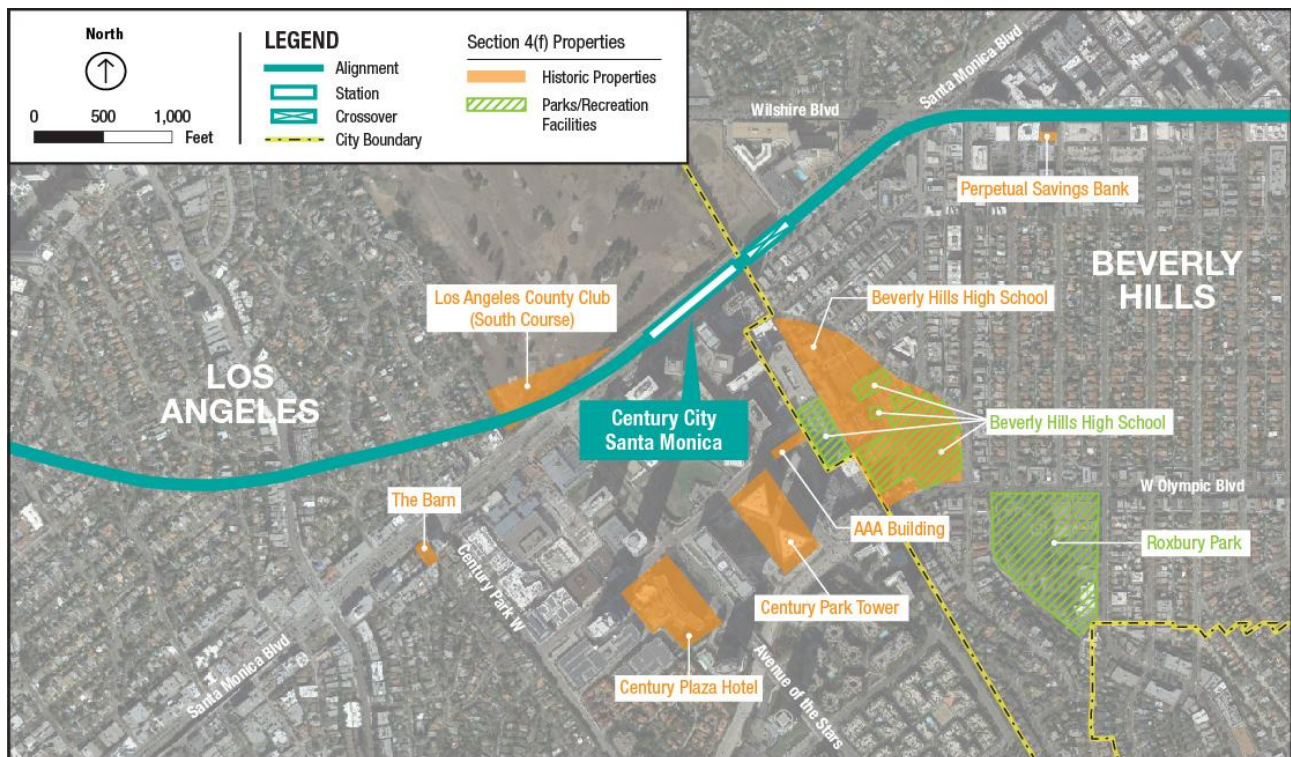 North
0 500 1,000
Feet
LEGEND
Alignment
Station
Crossover
City Boundary
Section 4(f) Properties
Historic Properties
Parks/Recreation
Facilities
Santa Monica Blvd
Wilshire Blvd
Perpetual Savings Bank
BEVERLY
HILLS
Los Angeles County Club
(South Course)
Beverly Hills High School
LOS
ANGELES
Century City
Santa Monica
Beverly Hills High School
W Olympic Blvd
The Barn
AAA Building
Roxbury Park
Century Park W
Century Park Tower
Santa Monica Blvd
Century Plaza Hotel
Avenue of the Stars